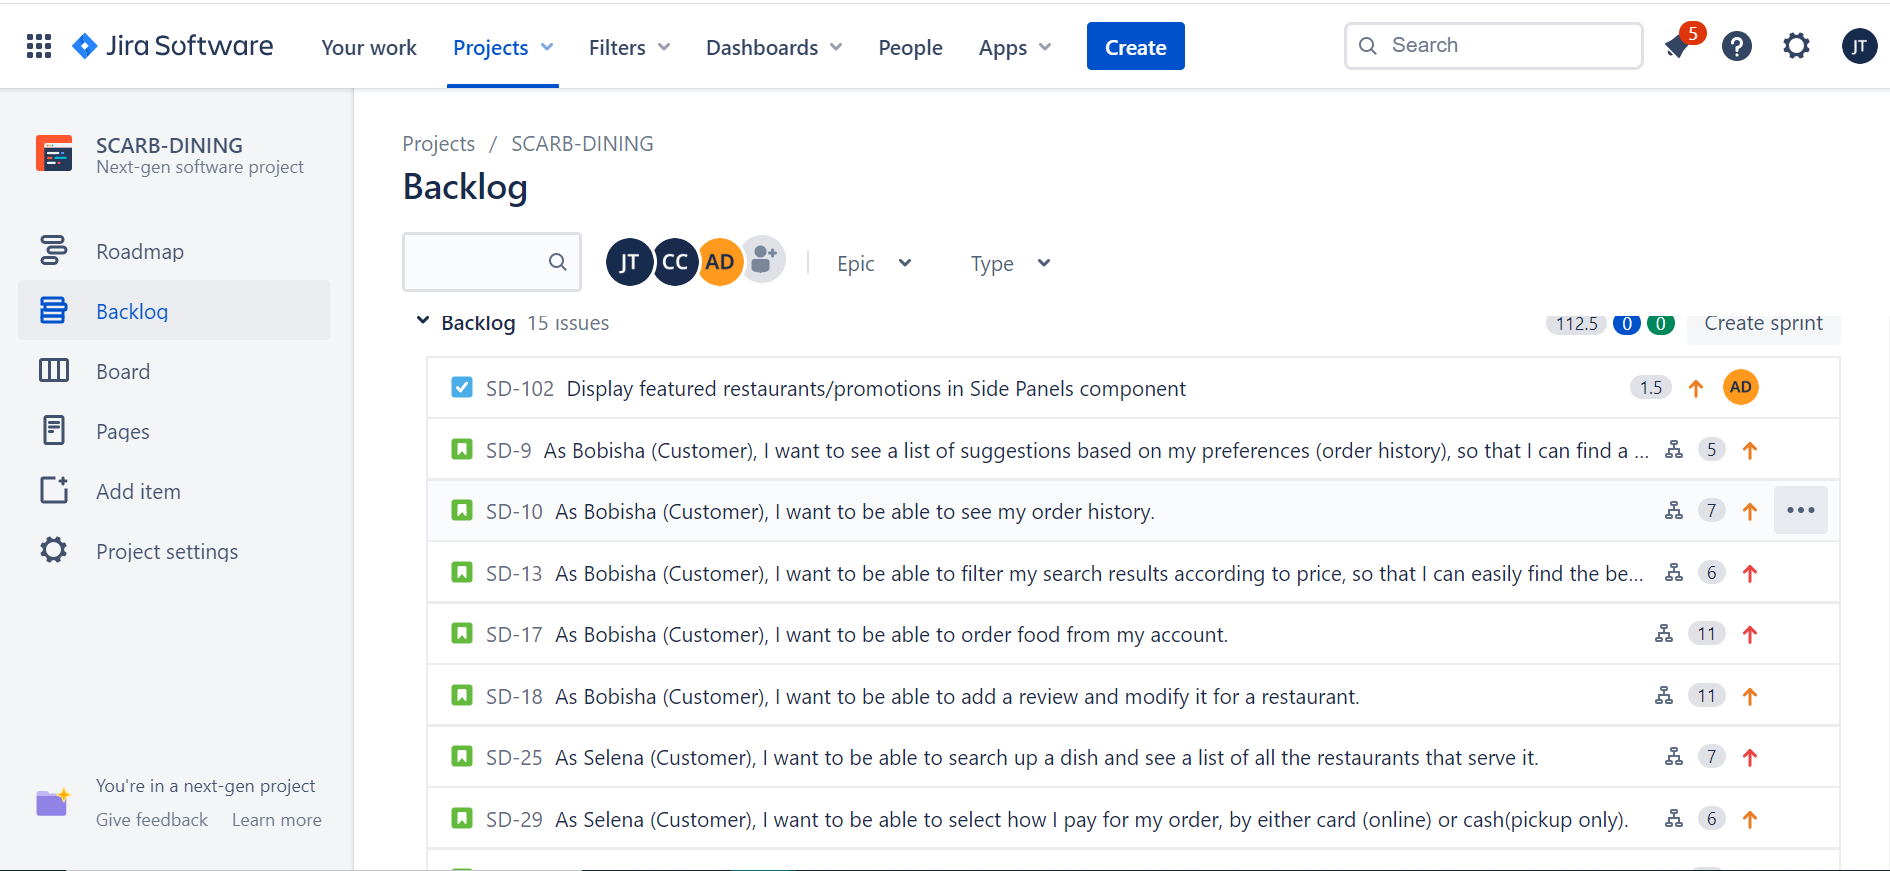 Jira Software
Your work
Projects
Filters
Dashboards
People
Apps
Create
Search
5
JT
SCARB-DINING
Next-gen software project
Roadmap
Backlog
Board
Pages
Add item
Project settings
You're in a next-gen project
Give feedback
Learn more
Projects / SCARB-DINING
Backlog
JT CC AD
Epic
Type
Backlog 15 issues
112.5 0 0 Create sprint
SD-102 Display featured restaurants/promotions in Side Panels component 1.5 AD
SD-9 As Bobisha (Customer), I want to see a list of suggestions based on my preferences (order history), so that I can find a ... 5
SD-10 As Bobisha (Customer), I want to be able to see my order history. 7
SD-13 As Bobisha (Customer), I want to be able to filter my search results according to price, so that I can easily find the be... 6
SD-17 As Bobisha (Customer), I want to be able to order food from my account. 11
SD-18 As Bobisha (Customer), I want to be able to add a review and modify it for a restaurant. 11
SD-25 As Selena (Customer), I want to be able to search up a dish and see a list of all the restaurants that serve it. 7
SD-29 As Selena (Customer), I want to be able to select how I pay for my order, by either card (online) or cash(pickup only). 6